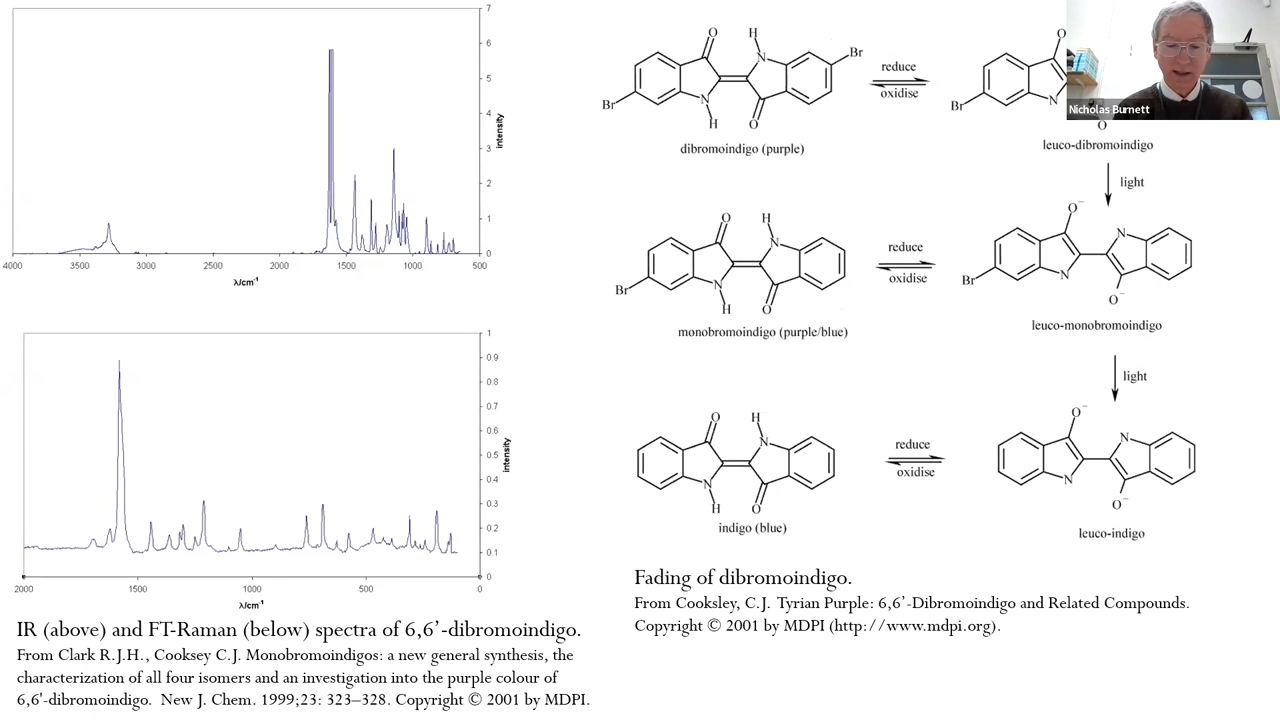 7
6
5
4
3
2
1
0
intensity
4000 3500 3000 2500 2000 1500 1000 500
λ/cm-1
1
0.9
0.8
0.7
0.6
0.5
0.4
0.3
0.2
0.1
0
intensity
2000 1500 1000 500 0
λ/cm-1
IR (above) and FT-Raman (below) spectra of 6,6’-dibromoindigo.
From Clark R.J.H., Cooksey C.J. Monobromoindigos: a new general synthesis, the
characterization of all four isomers and an investigation into the purple colour of
6,6'-dibromoindigo. New J. Chem. 1999;23: 323–328. Copyright © 2001 by MDPI.
O H N Br
Br N H O
reduce
oxidise
O
Br N
O
Nicholas Burnett
dibromoindigo (purple)
leuco-dibromoindigo
light
O H N
Br N H O
reduce
oxidise
O− N
Br N O−
monobromoindigo (purple/blue)
leuco-monobromoindigo
light
O H N
N H O
reduce
oxidise
O− N
N O−
indigo (blue)
leuco-indigo
Fading of dibromoindigo.
From Cooksley, C.J. Tyrian Purple: 6,6’-Dibromoindigo and Related Compounds.
Copyright © 2001 by MDPI (http://www.mdpi.org).